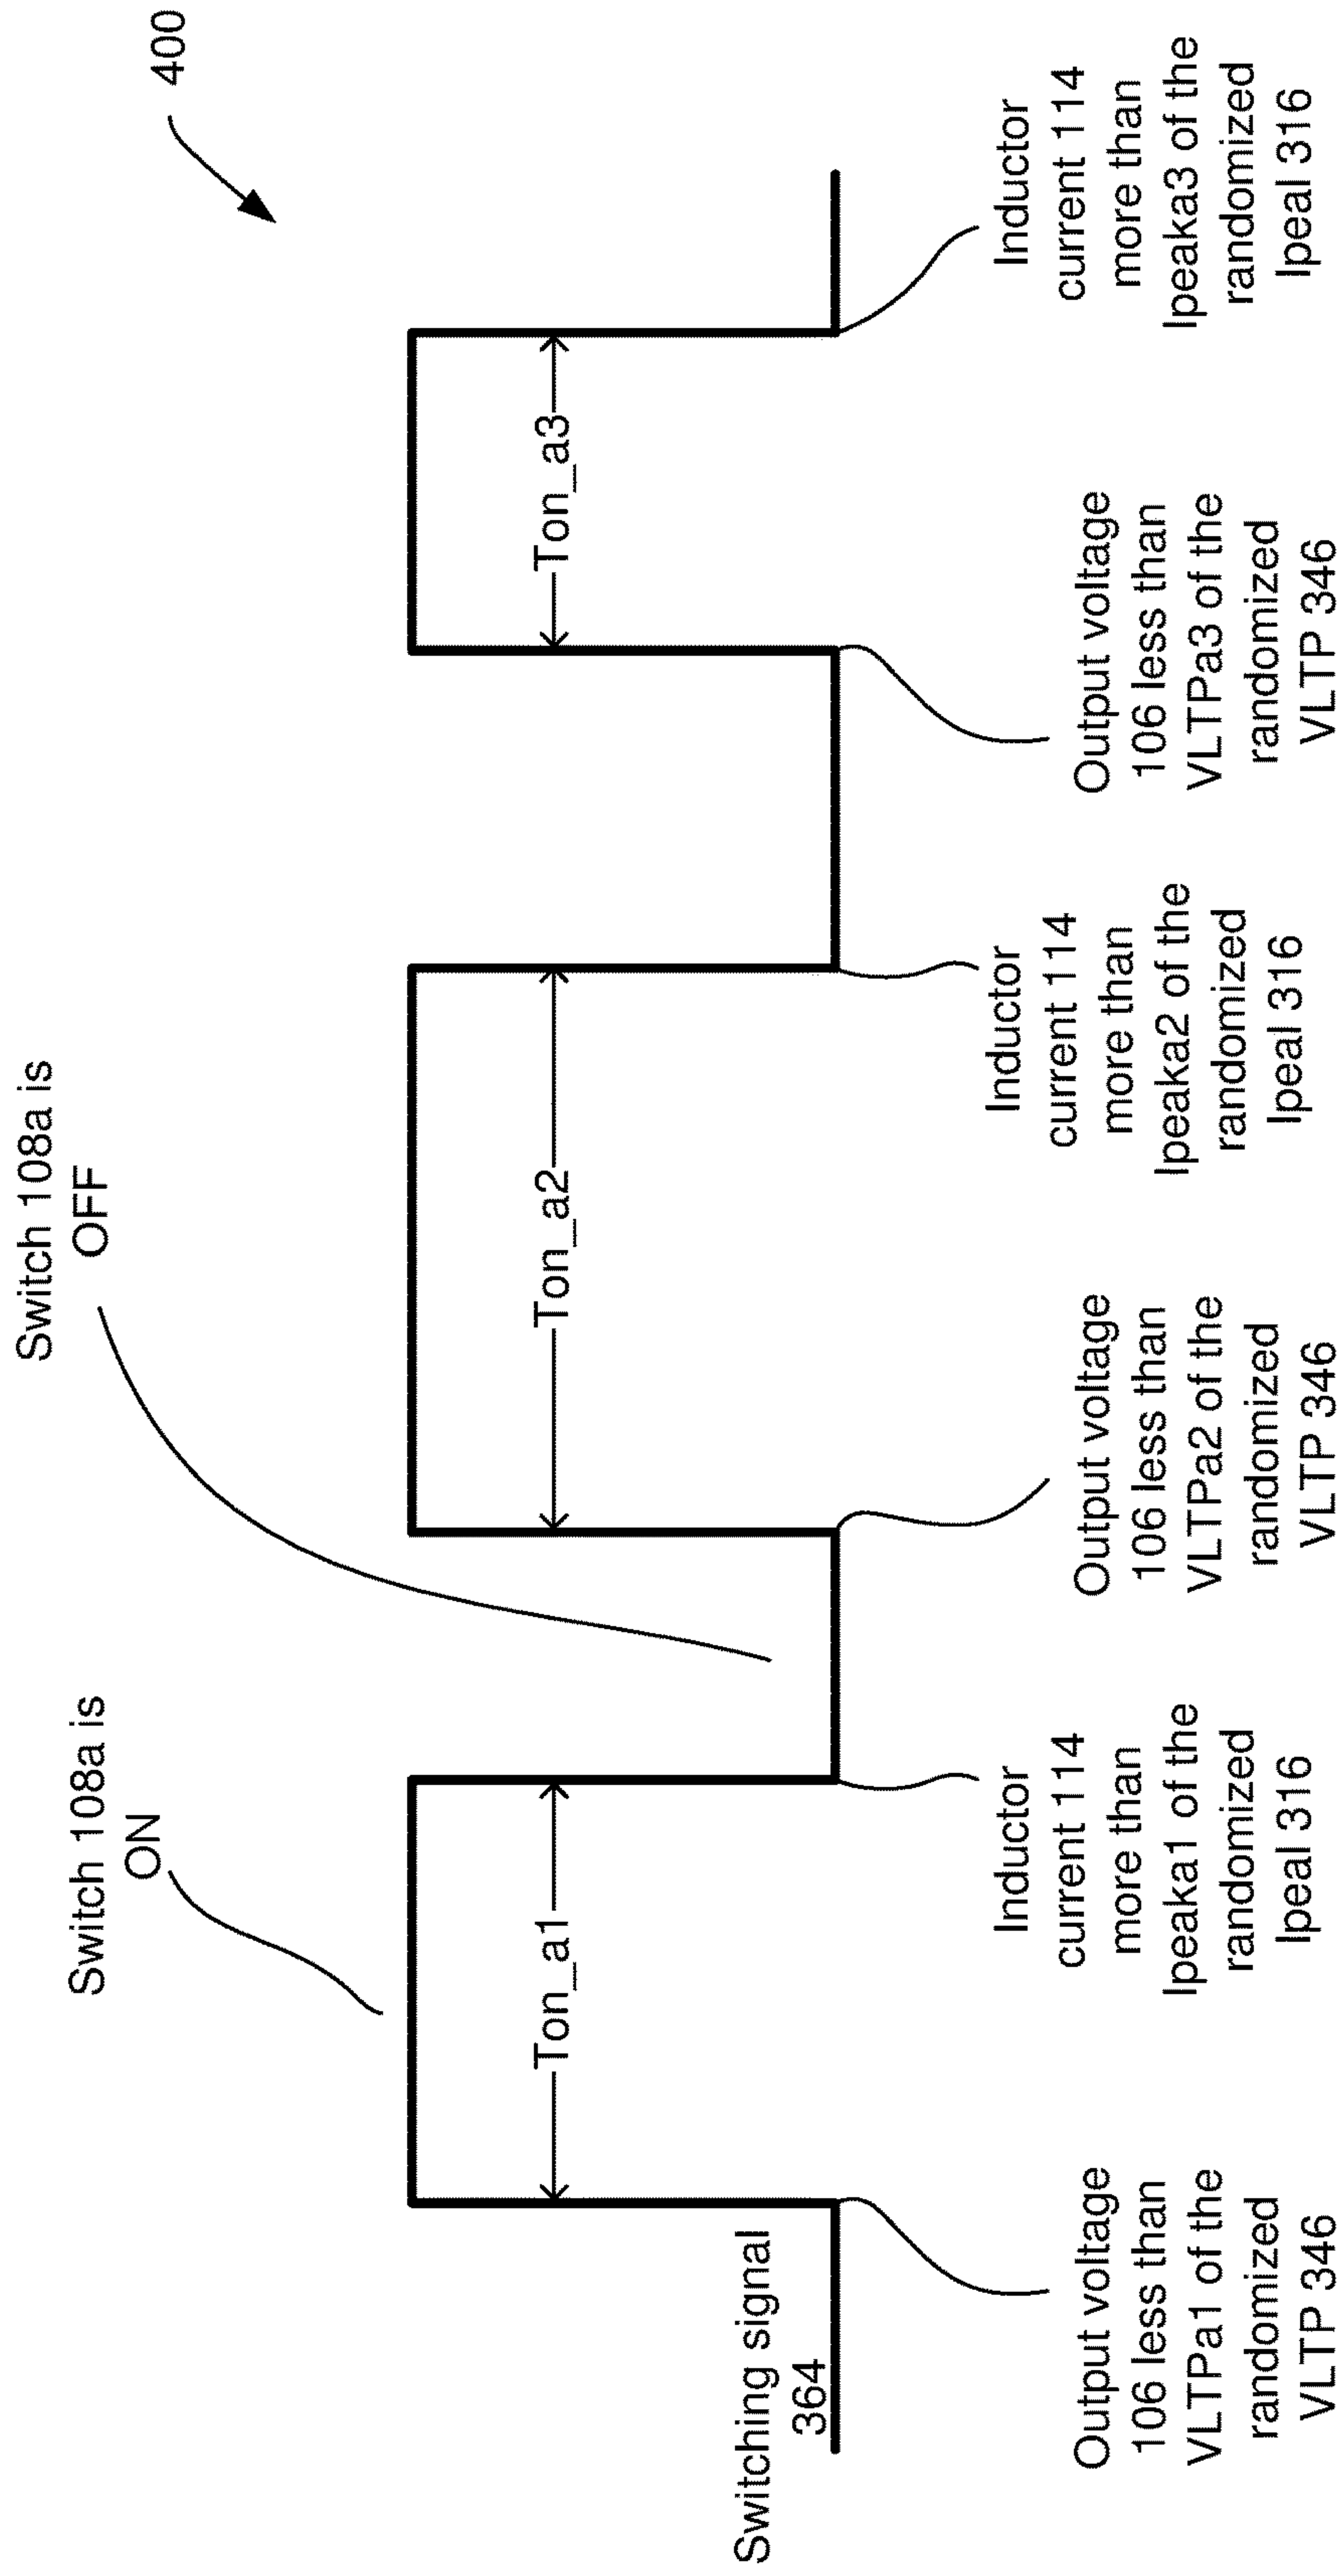 400
Switch 108a is
ON
Switch 108a is
OFF
Ton_a1
Ton_a2
Ton_a3
Switching signal
364
Output voltage
106 less than
VLTPa1 of the
randomized
VLTP 346
Inductor
current 114
more than
Ipeaka1 of the
randomized
Ipeal 316
Output voltage
106 less than
VLTPa2 of the
randomized
VLTP 346
Inductor
current 114
more than
Ipeaka2 of the
randomized
Ipeal 316
Output voltage
106 less than
VLTPa3 of the
randomized
VLTP 346
Inductor
current 114
more than
Ipeaka3 of the
randomized
Ipeal 316